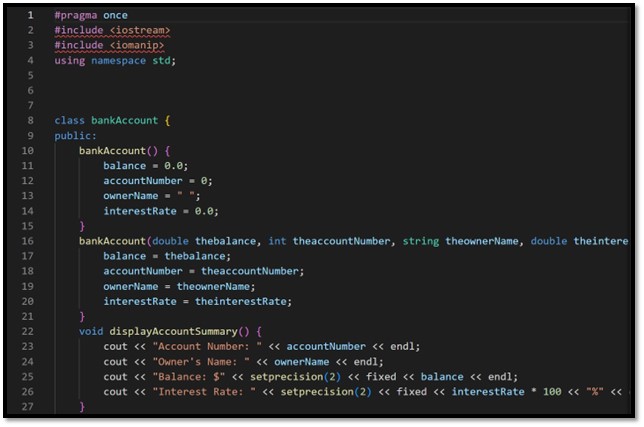 1 #pragma once
2 #include <iostream>
3 #include <iomanip>
4 using namespace std;
5
6
7
8 class bankAccount {
9 public:
10     bankAccount() {
11         balance = 0.0;
12         accountNumber = 0;
13         ownerName = " ";
14         interestRate = 0.0;
15     }
16     bankAccount(double thebalance, int theaccountNumber, string theownerName, double theintere
17         balance = thebalance;
18         accountNumber = theaccountNumber;
19         ownerName = theownerName;
20         interestRate = theinterestRate;
21     }
22     void displayAccountSummary() {
23         cout << "Account Number: " << accountNumber << endl;
24         cout << "Owner's Name: " << ownerName << endl;
25         cout << "Balance: $" << setprecision(2) << fixed << balance << endl;
26         cout << "Interest Rate: " << setprecision(2) << fixed << interestRate * 100 << "%" <<
27     }